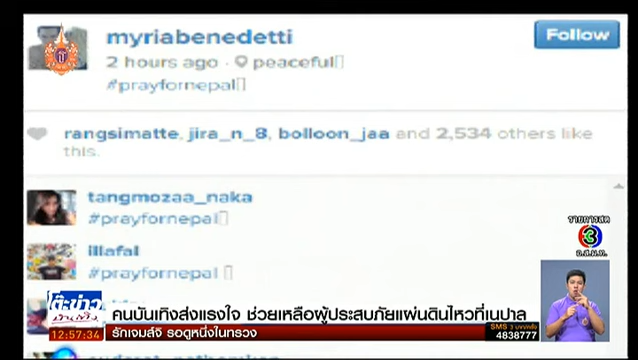 myriabenedetti
Follow
2 hours ago · peaceful
#prayfornepal
rangsimatte, jira_n_8, bolloon_jaa and 2,534 others like
this.
tangmozaa_naka
#prayfornepal
illafal
#prayfornepal
รายการสด
3
อ.ส.ม.ท.
คนบันเทิงส่งแรงใจ ช่วยเหลือผู้ประสบภัยแผ่นดินไหวที่เนปาล
12:57:34
รักเจมส์จิ รอดูหนึ่งในทรวง
SMS 3 บาท/ครั้ง
4838777